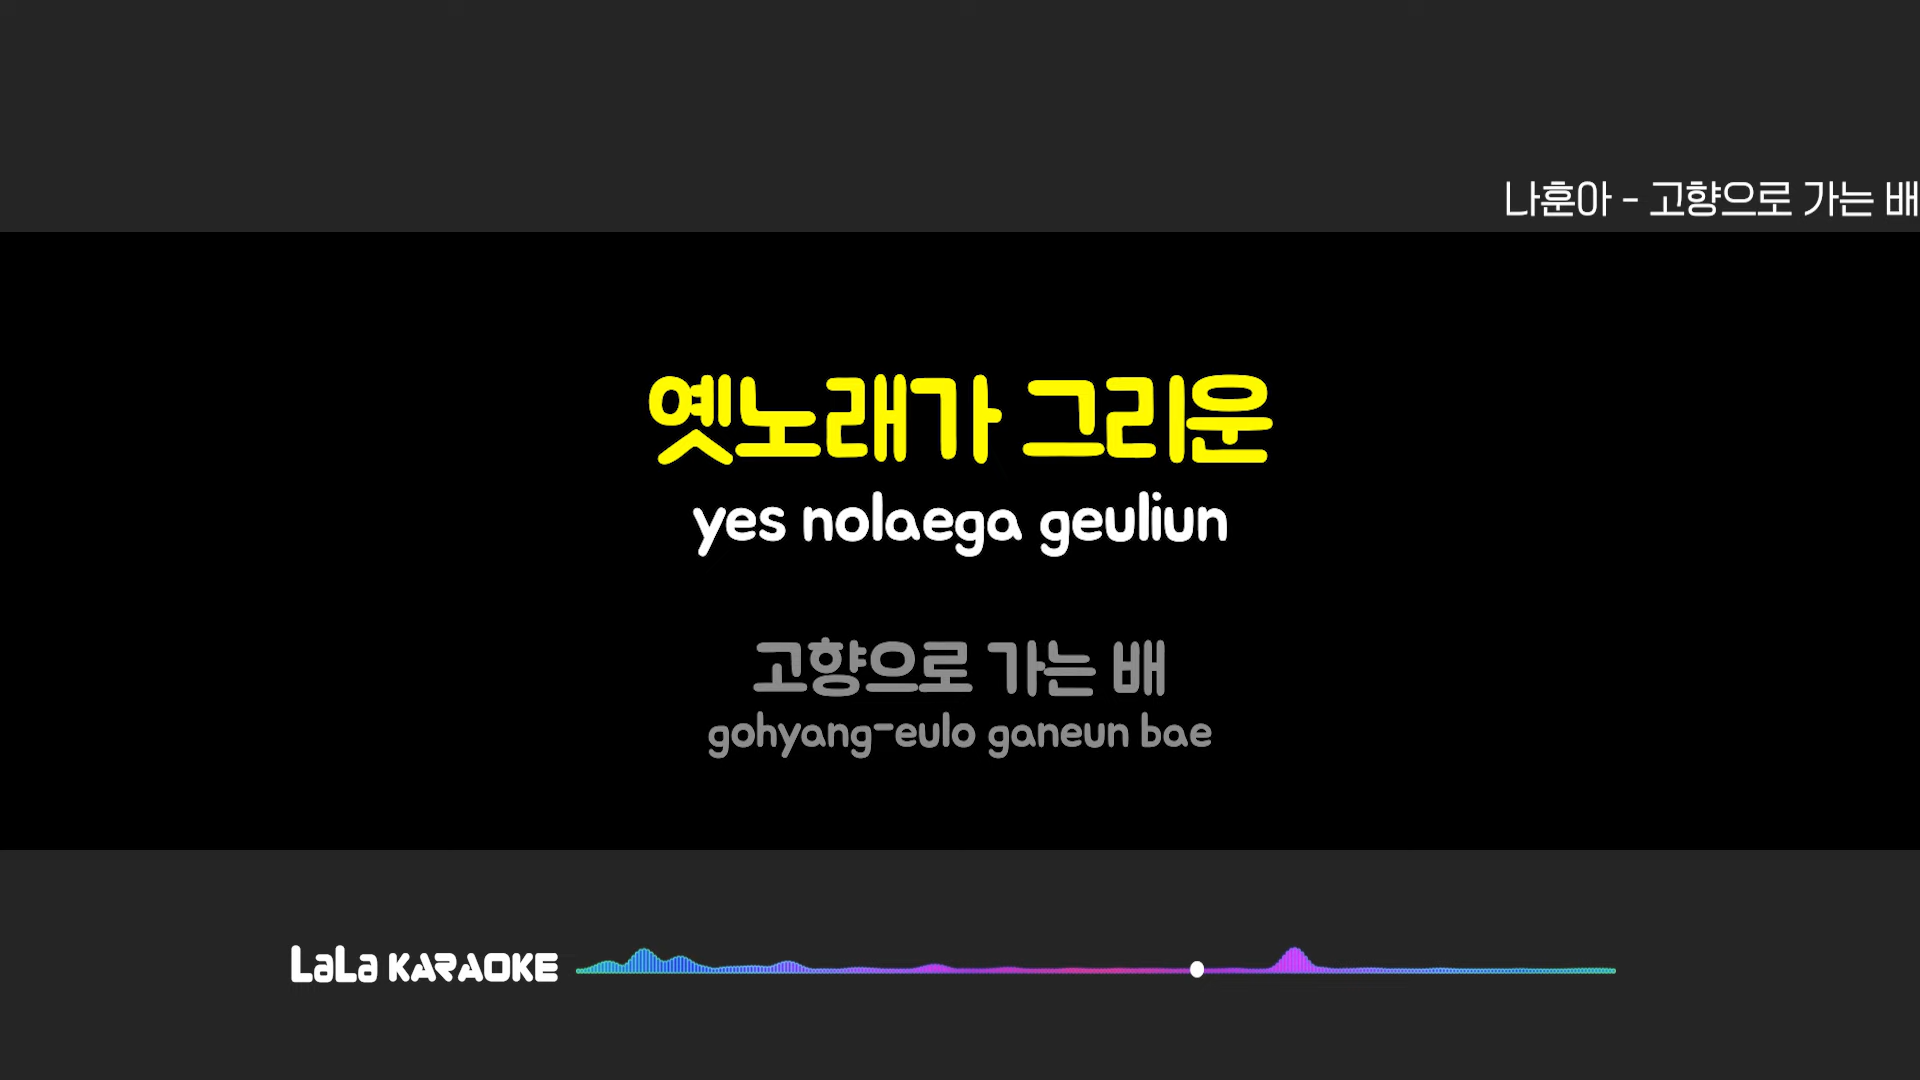 나훈아 - 고향으로 가는 배
옛노래가 그리운
yes nolaega geuliun
고향으로 가는 배
gohyang-eulo ganeun bae
LaLa KARAOKE